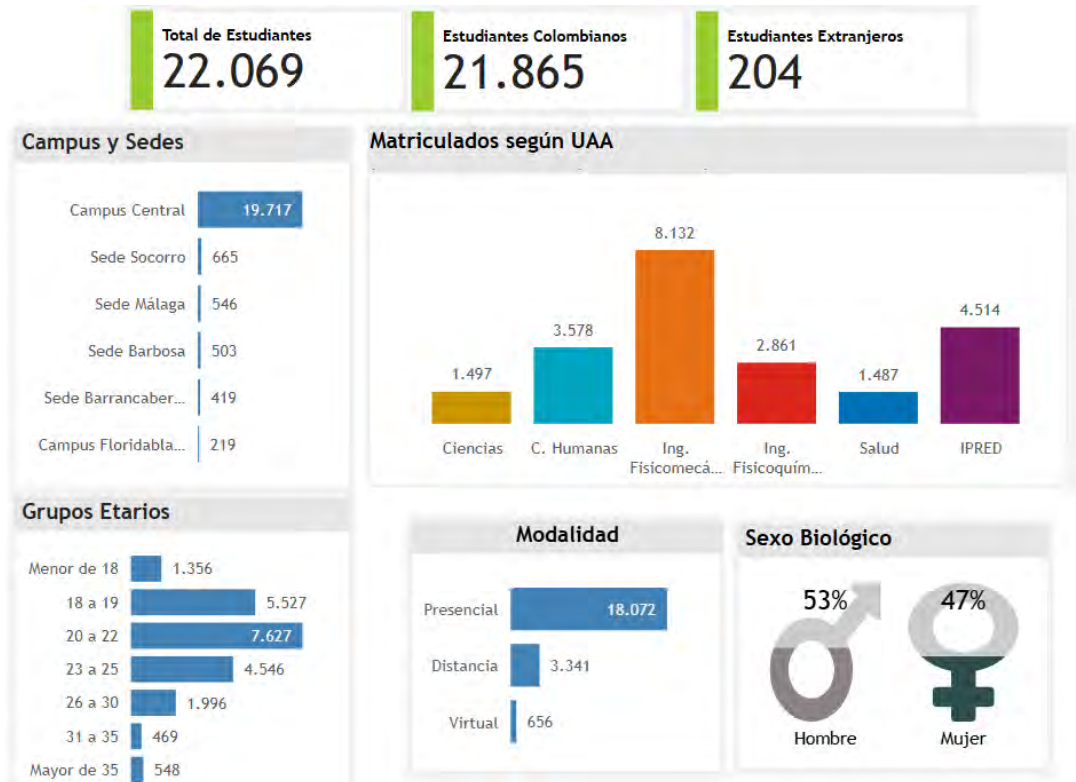 Total de Estudiantes
22.069
Estudiantes Colombianos
21.865
Estudiantes Extranjeros
204
Campus y Sedes
Campus Central 19.717
Sede Socorro 665
Sede Málaga 546
Sede Barbosa 503
Sede Barrancaber... 419
Campus Floridabla... 219
Matriculados según UAA
1.497
3.578
8.132
2.861
1.487
4.514
Ciencias
C. Humanas
Ing.
Fisicomecá...
Ing.
Fisicoquím...
Salud
IPRED
Grupos Etarios
Menor de 18 1.356
18 a 19 5.527
20 a 22 7.627
23 a 25 4.546
26 a 30 1.996
31 a 35 469
Mayor de 35 548
Modalidad
Presencial 18.072
Distancia 3.341
Virtual 656
Sexo Biológico
53%
47%
Hombre
Mujer